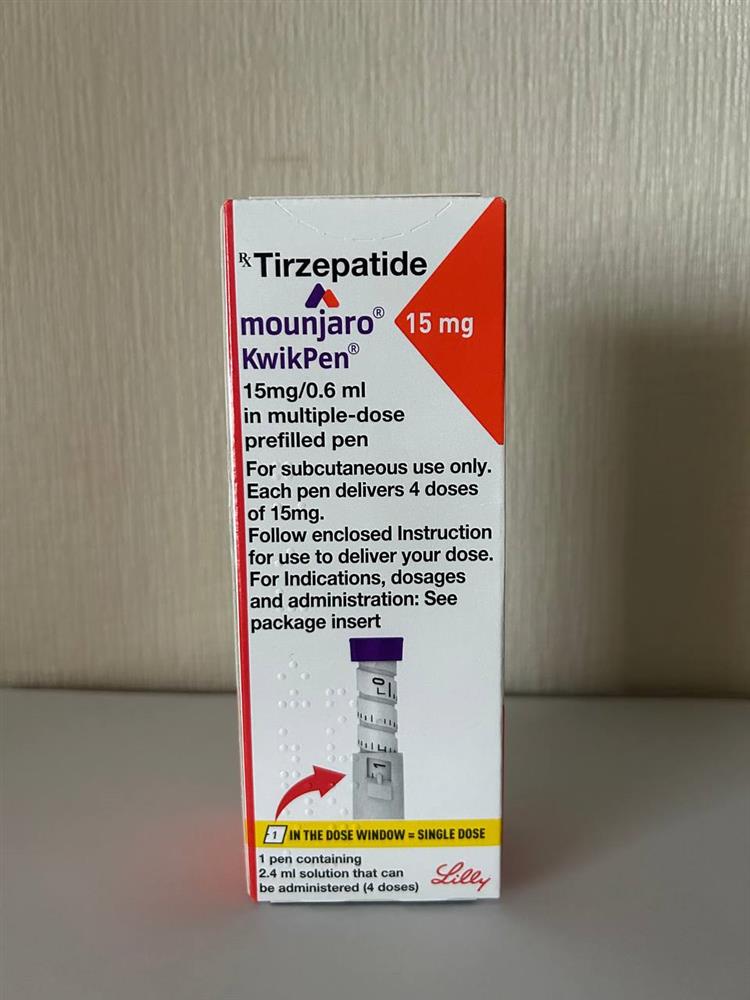 Rx Tirzepatide
mounjaro®
15 mg
KwikPen®
15mg/0.6 ml
in multiple-dose
prefilled pen
For subcutaneous use only.
Each pen delivers 4 doses
of 15mg.
Follow enclosed Instruction
for use to deliver your dose.
For Indications, dosages
and administration: See
package insert
0
1
1 IN THE DOSE WINDOW = SINGLE DOSE
1 pen containing
2.4 ml solution that can
be administered (4 doses)
Lilly